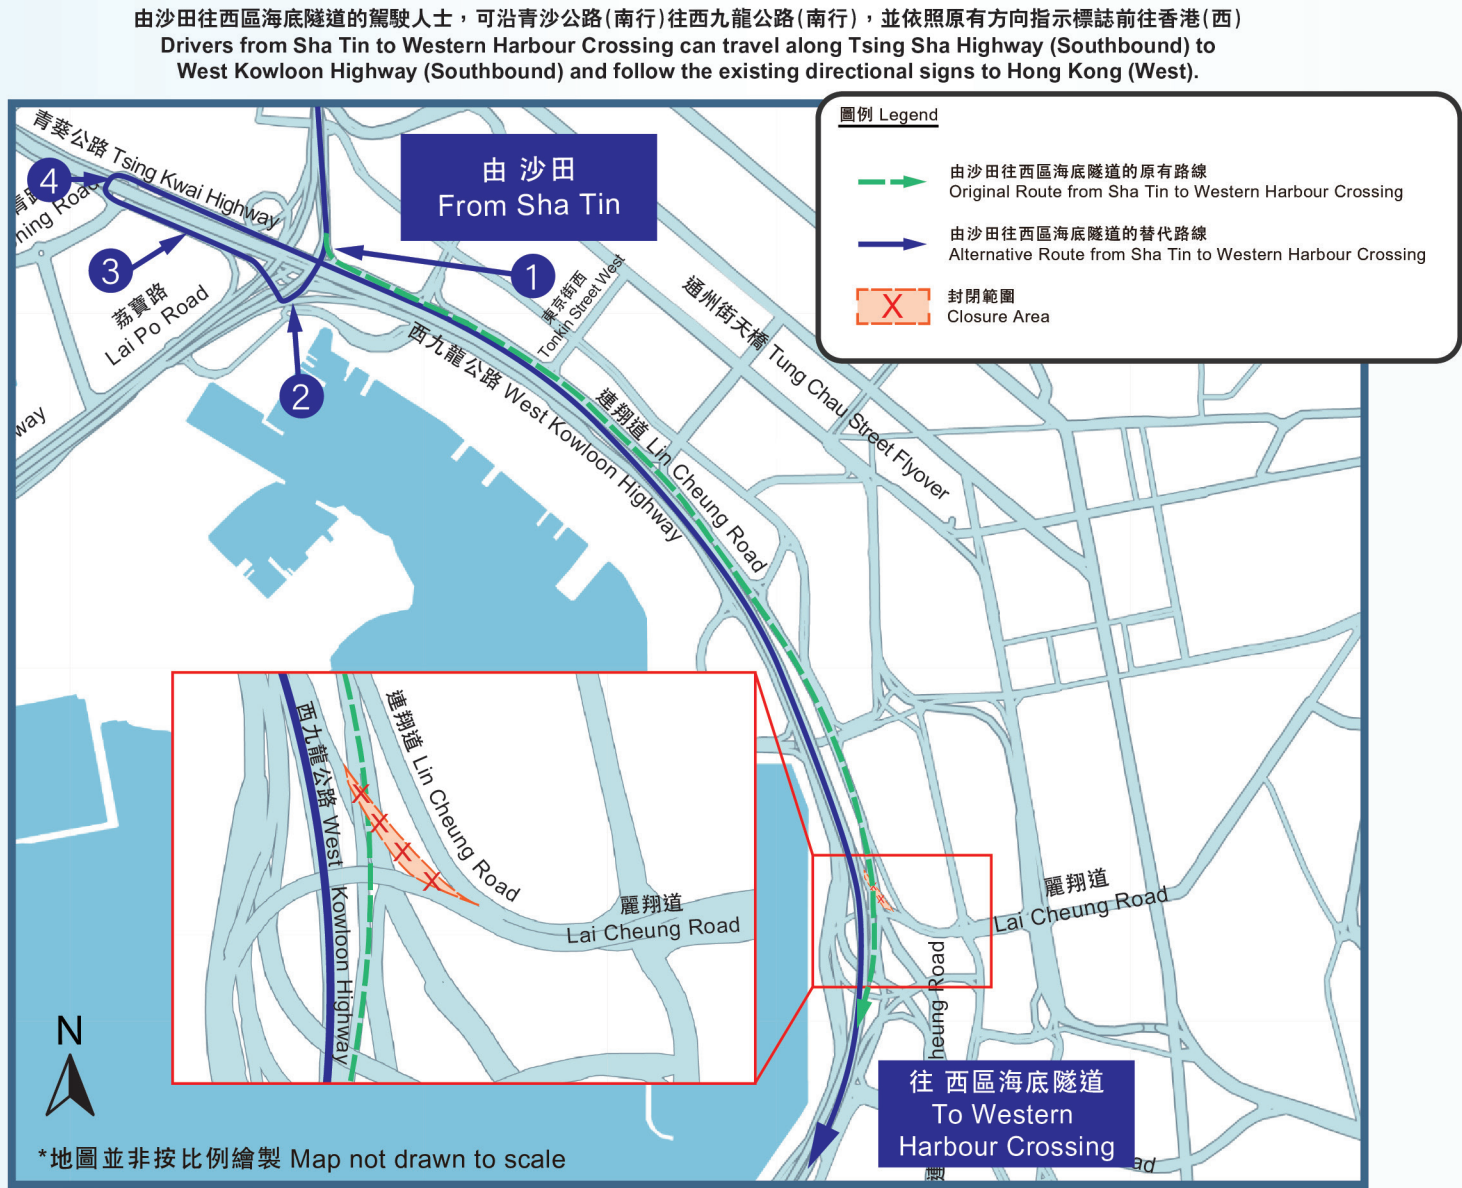 由沙田往西區海底隧道的駕駛人士，可沿青沙公路(南行)往西九龍公路(南行)，並依照原有方向指示標誌前往香港(西)
Drivers from Sha Tin to Western Harbour Crossing can travel along Tsing Sha Highway (Southbound) to
West Kowloon Highway (Southbound) and follow the existing directional signs to Hong Kong (West).
圖例 Legend
由沙田往西區海底隧道的原有路線
Original Route from Sha Tin to Western Harbour Crossing
由沙田往西區海底隧道的替代路線
Alternative Route from Sha Tin to Western Harbour Crossing
X
封閉範圍
Closure Area
青葵公路 Tsing Kwai Highway
由 沙田
From Sha Tin
4
青路
ning Road
3
1
2
荔寶路
Lai Po Road
way
東京街西
Tonkin Street West
通州街天橋 Tung Chau Street Flyover
西九龍公路 West Kowloon Highway
連翔道 Lin Cheung Road
西九龍公路 West Kowloon Highway
連翔道 Lin Cheung Road
X
X
X
X
麗翔道
Lai Cheung Road
麗翔道
Lai Cheung Road
heung Road
連
往 西區海底隧道
To Western
Harbour Crossing
ad
N
*地圖並非按比例繪製 Map not drawn to scale